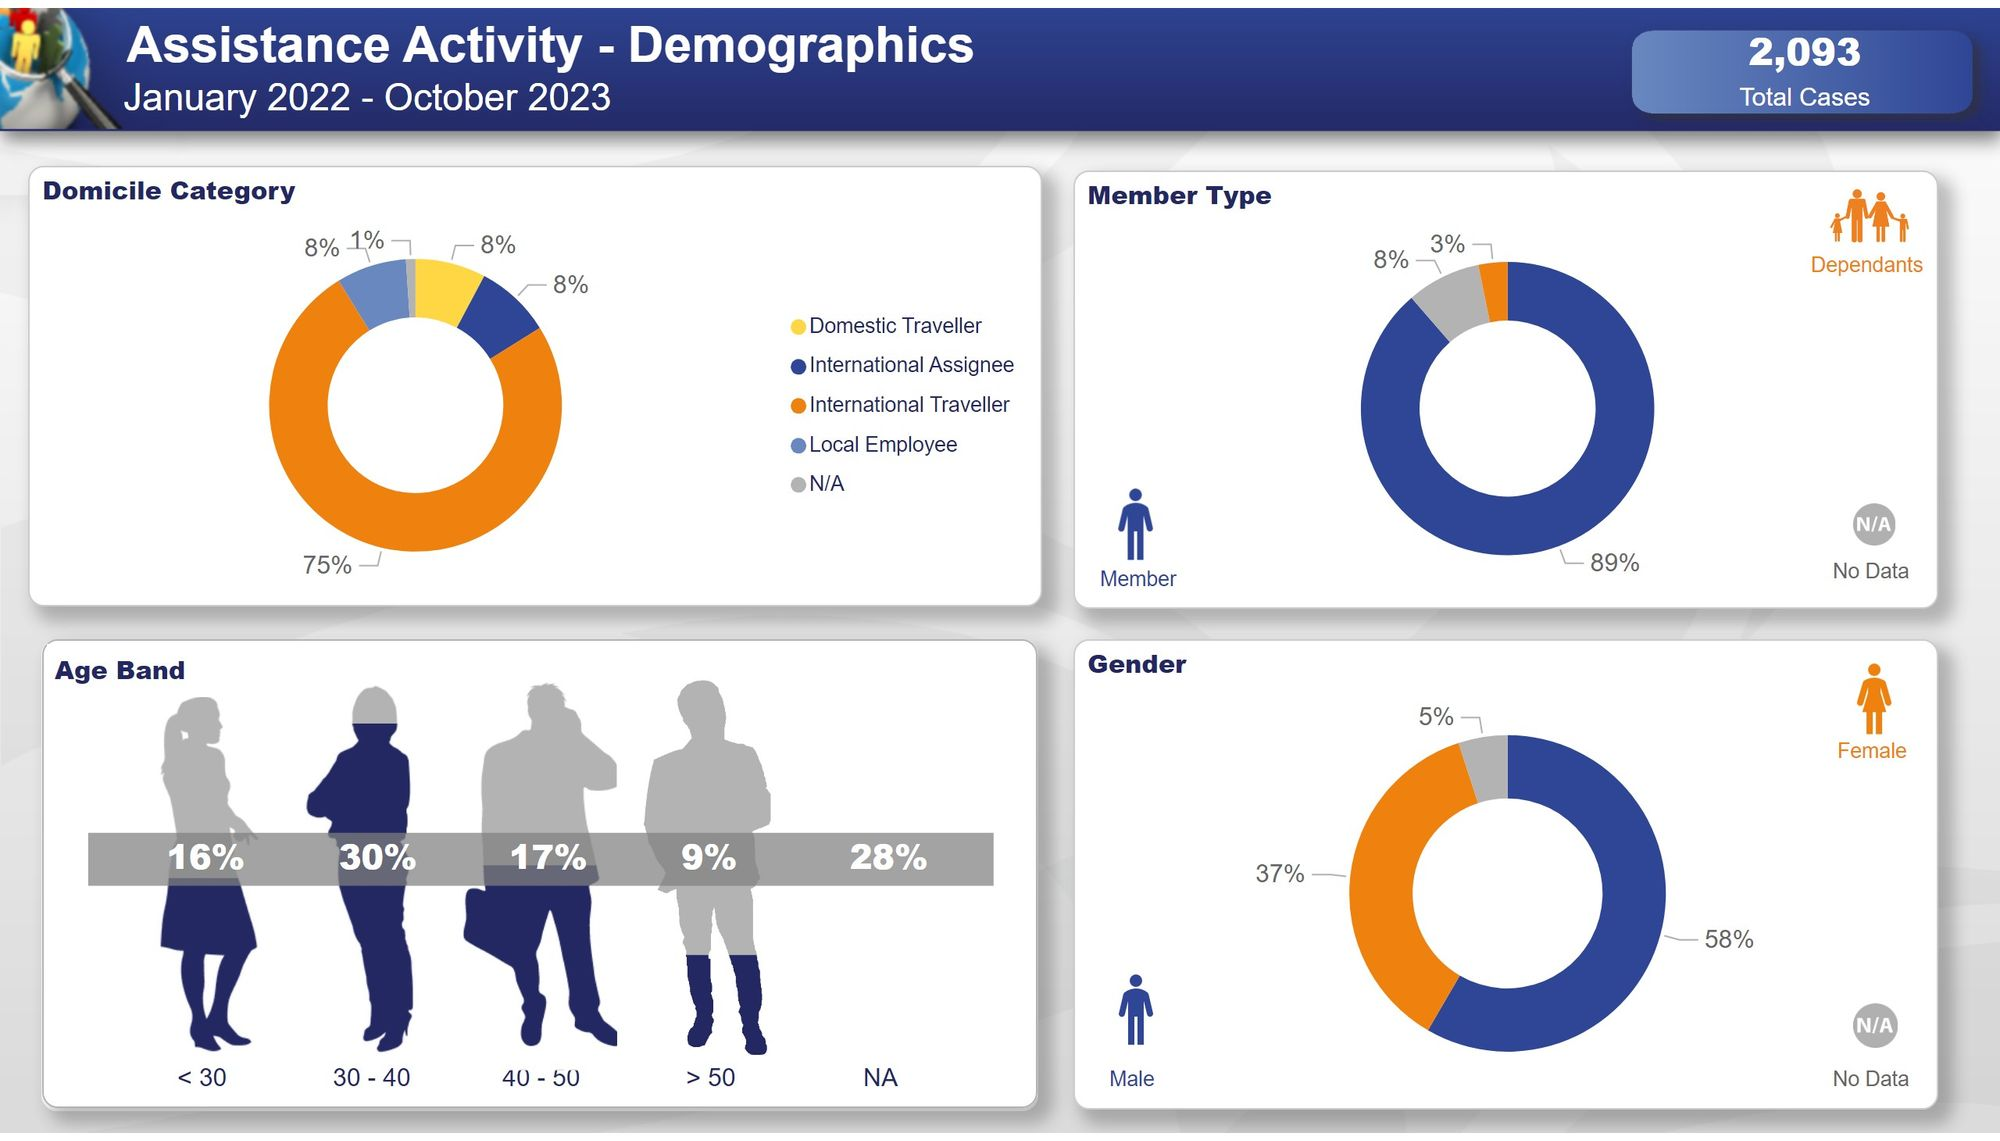 Assistance Activity - Demographics
January 2022 - October 2023
2,093
Total Cases
Domicile Category
8%
1%
8%
8%
75%
Domestic Traveller
International Assignee
International Traveller
Local Employee
N/A
Member Type
Dependants
3%
8%
89%
Member
N/A
No Data
Age Band
16% 30% 17% 9% 28%
< 30 30 - 40 40 - 50 > 50 NA
Gender
Female
5%
37%
58%
Male
N/A
No Data